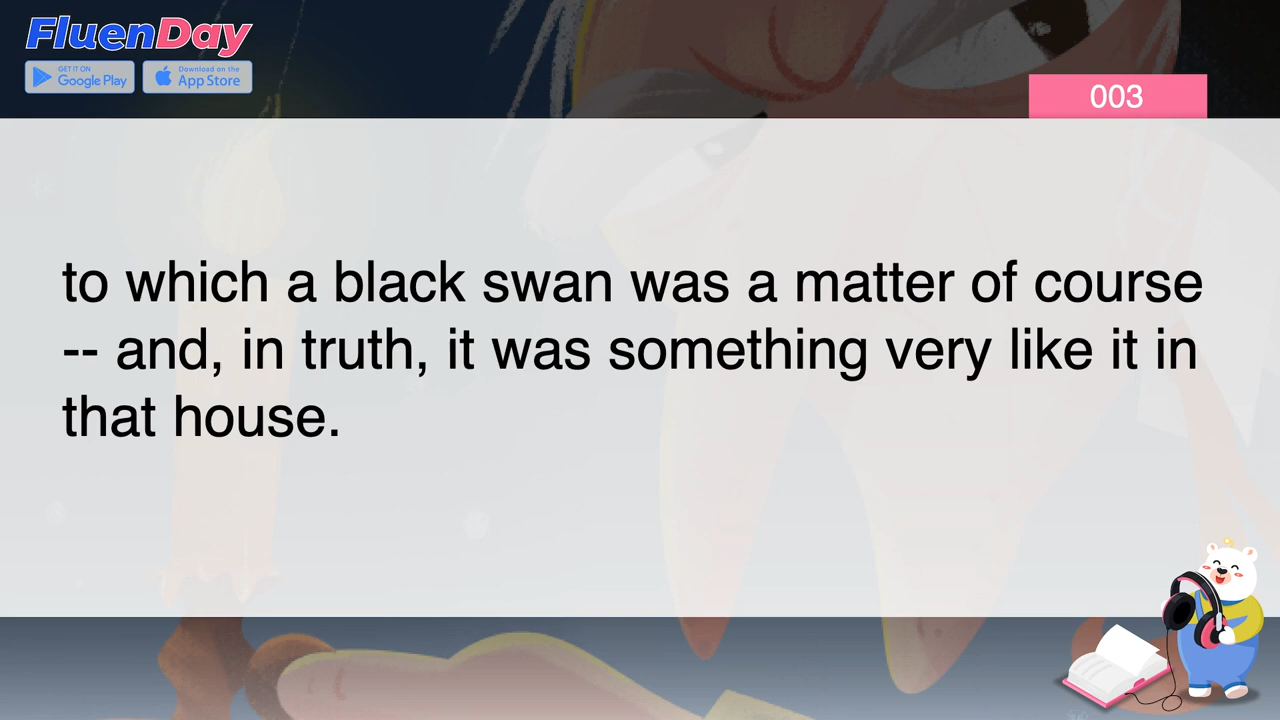 FluenDay
GET IT ON
Google Play
Download on the
App Store
003
to which a black swan was a matter of course
-- and, in truth, it was something very like it in
that house.